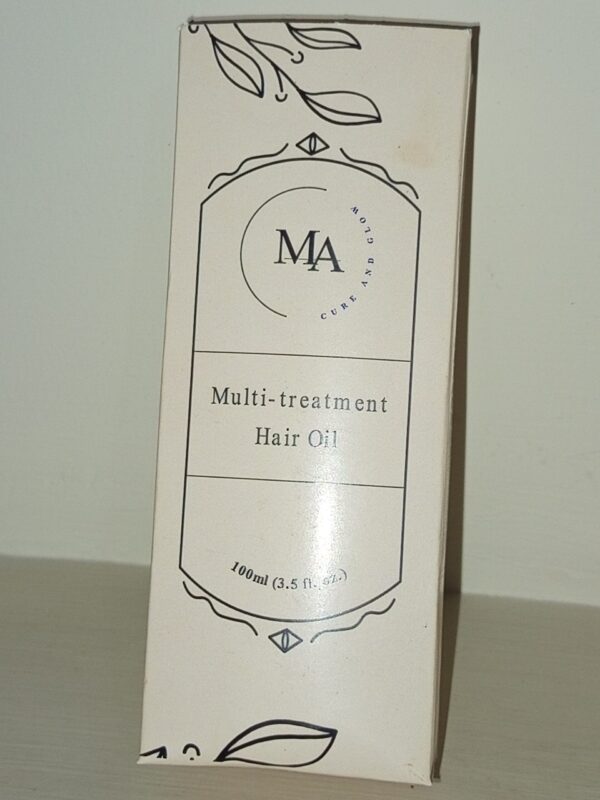 MA
CURE AND GLOW
Multi-treatment
Hair Oil
100ml (3.5 fl. oz.)